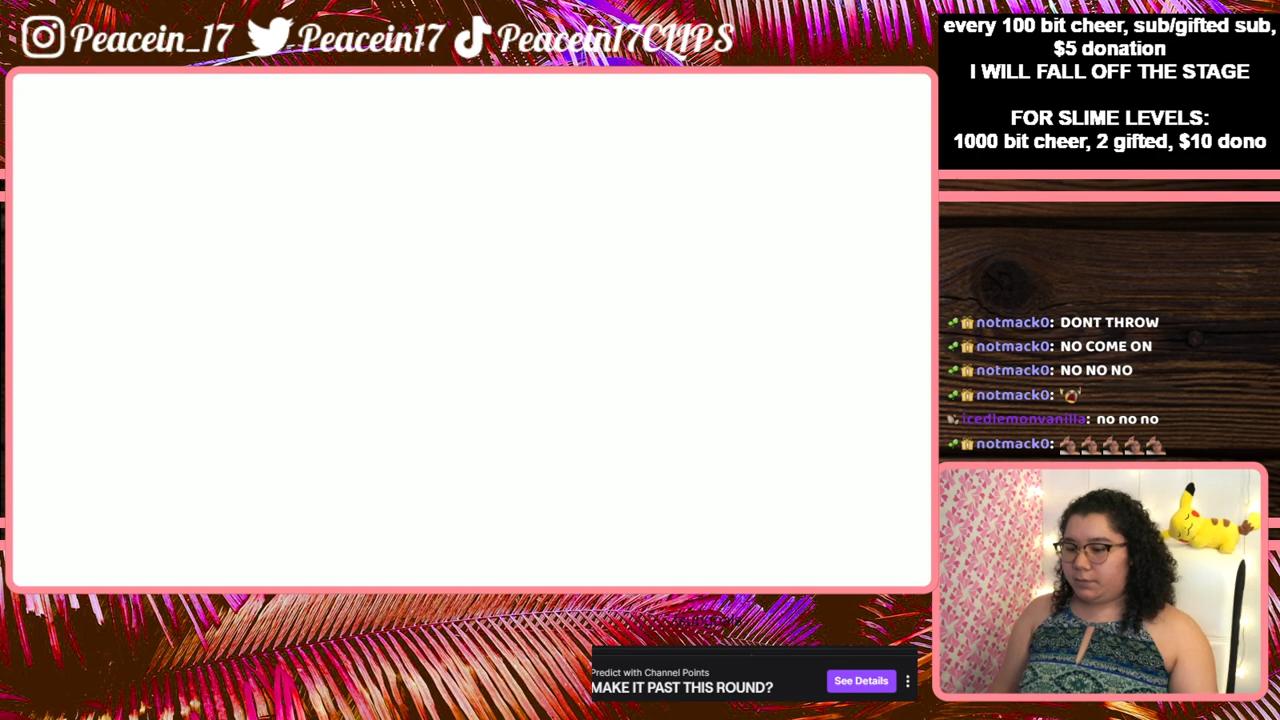 Peacein_17 Peacein17 Peacein17CLIPS
every 100 bit cheer, sub/gifted sub,
$5 donation
I WILL FALL OFF THE STAGE
FOR SLIME LEVELS:
1000 bit cheer, 2 gifted, $10 dono
notmack0: DONT THROW
notmack0: NO COME ON
notmack0: NO NO NO
notmack0:
icedlemonvanilla: no no no
notmack0:
Predict with Channel Points
MAKE IT PAST THIS ROUND?
See Details